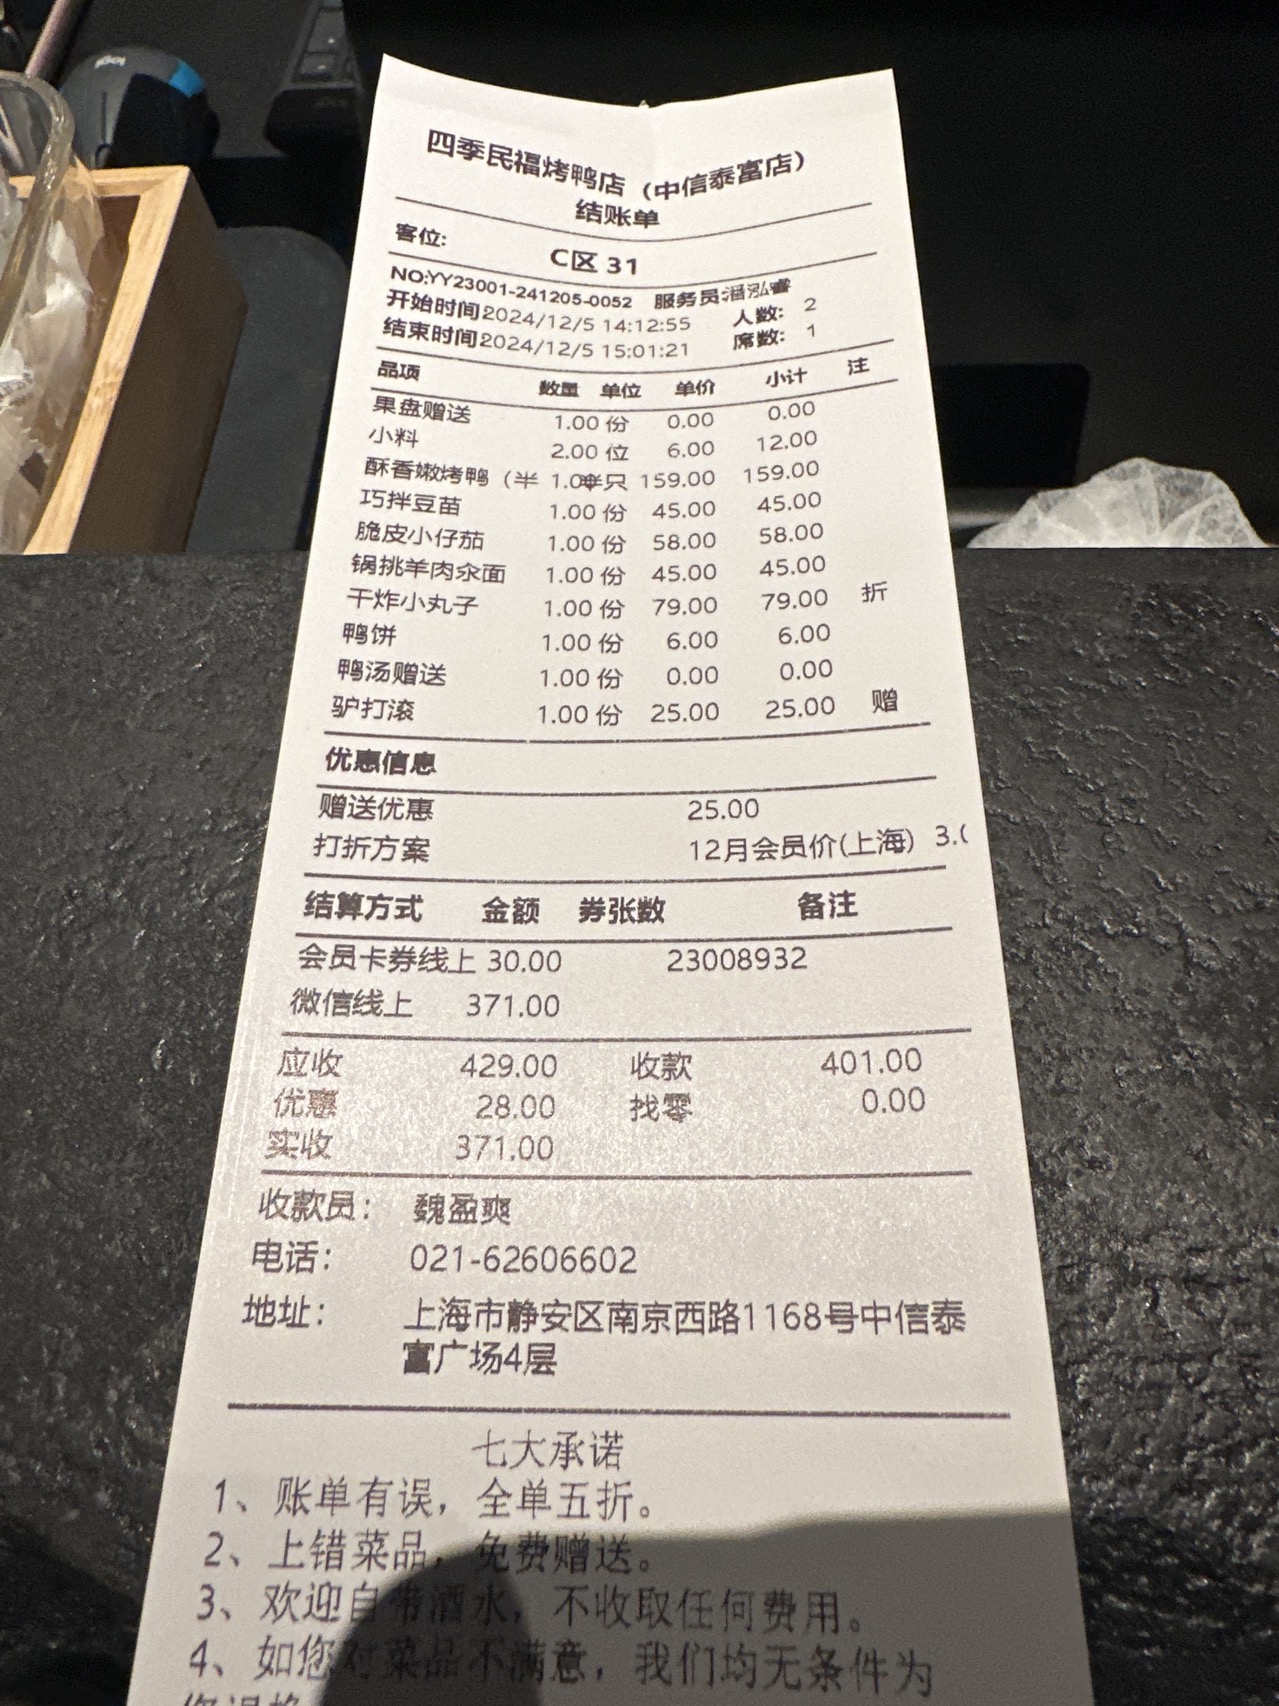 四季民福烤鸭店（中信泰富店）
结账单
客位: C区 31
NO:YY23001-241205-0052 服务员:潘泓睿
开始时间2024/12/5 14:12:55 人数: 2
结束时间2024/12/5 15:01:21 席数: 1
品项 数量 单位 单价 小计 注
果盘赠送 1.00 份 0.00 0.00
小料 2.00 位 6.00 12.00
酥香嫩烤鸭（半 1.00半只 159.00 159.00
巧拌豆苗 1.00 份 45.00 45.00
脆皮小仔茄 1.00 份 58.00 58.00
锅挑羊肉汆面 1.00 份 45.00 45.00
干炸小丸子 1.00 份 79.00 79.00 折
鸭饼 1.00 份 6.00 6.00
鸭汤赠送 1.00 份 0.00 0.00
驴打滚 1.00 份 25.00 25.00 赠
优惠信息
赠送优惠 25.00
打折方案 12月会员价(上海) 3.0
结算方式 金额 券张数 备注
会员卡券线上 30.00 23008932
微信线上 371.00
应收 429.00 收款 401.00
优惠 28.00 找零 0.00
实收 371.00
收款员: 魏盈爽
电话: 021-62606602
地址: 上海市静安区南京西路1168号中信泰
富广场4层
七大承诺
1、账单有误，全单五折。
2、上错菜品，免费赠送。
3、欢迎自带酒水，不收取任何费用。
4、如您对菜品不满意，我们均无条件为